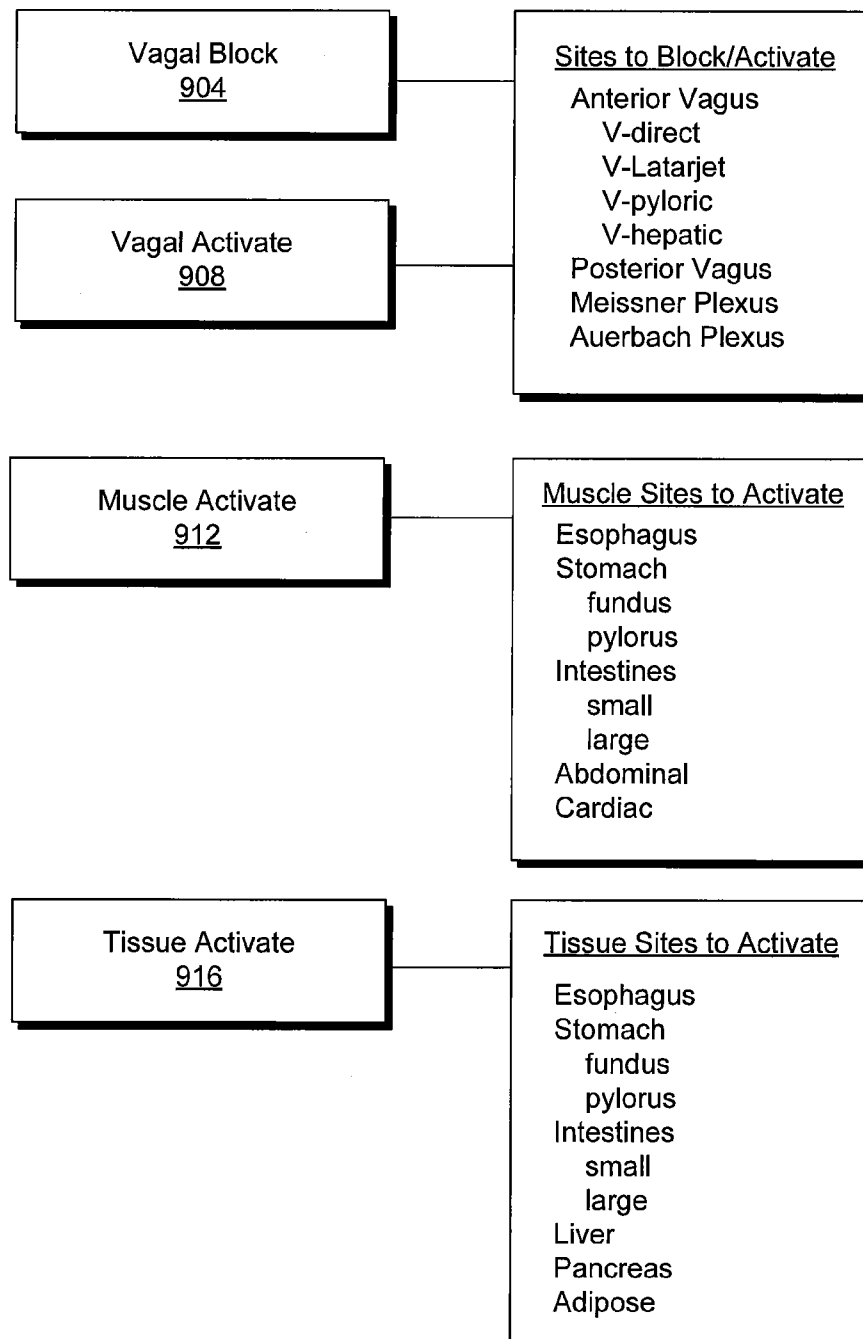 Vagal Block
904
Sites to Block/Activate
Anterior Vagus
V-direct
V-Latarjet
V-pyloric
V-hepatic
Posterior Vagus
Meissner Plexus
Auerbach Plexus
Vagal Activate
908
Muscle Activate
912
Muscle Sites to Activate
Esophagus
Stomach
fundus
pylorus
Intestines
small
large
Abdominal
Cardiac
Tissue Activate
916
Tissue Sites to Activate
Esophagus
Stomach
fundus
pylorus
Intestines
small
large
Liver
Pancreas
Adipose